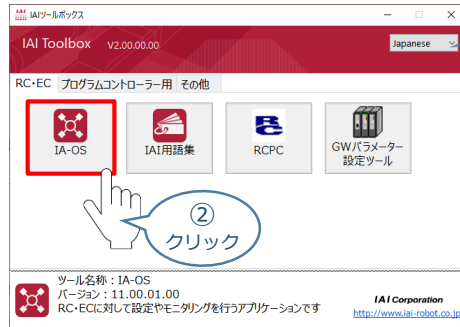 IAIツールボックス
IAI Toolbox V2.00.00.00
Japanese
RC・EC プログラムコントローラー用 その他
IA-OS
IAI用語集
RCPC
GWパラメーター
設定ツール
②
クリック
ツール名称：IA-OS
バージョン：11.00.01.00
RC・ECに対して設定やモニタリングを行うアプリケーションです
IAI Corporation
http://www.iai-robot.co.jp